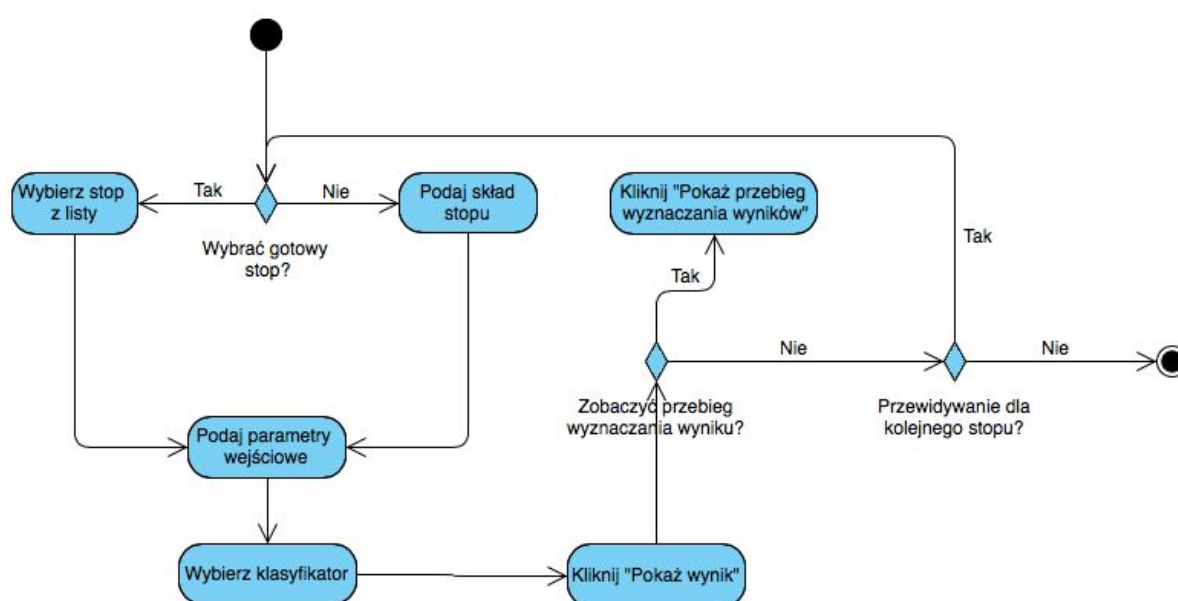 Wybierz stop
z listy
Tak
Nie
Podaj skład
stopu
Wybrać gotowy
stop?
Kliknij "Pokaż przebieg
wyznaczania wyników"
Tak
Tak
Nie
Nie
Zobaczyć przebieg
wyznaczania wyniku?
Przewidywanie dla
kolejnego stopu?
Podaj parametry
wejściowe
Wybierz klasyfikator
Kliknij "Pokaż wynik"